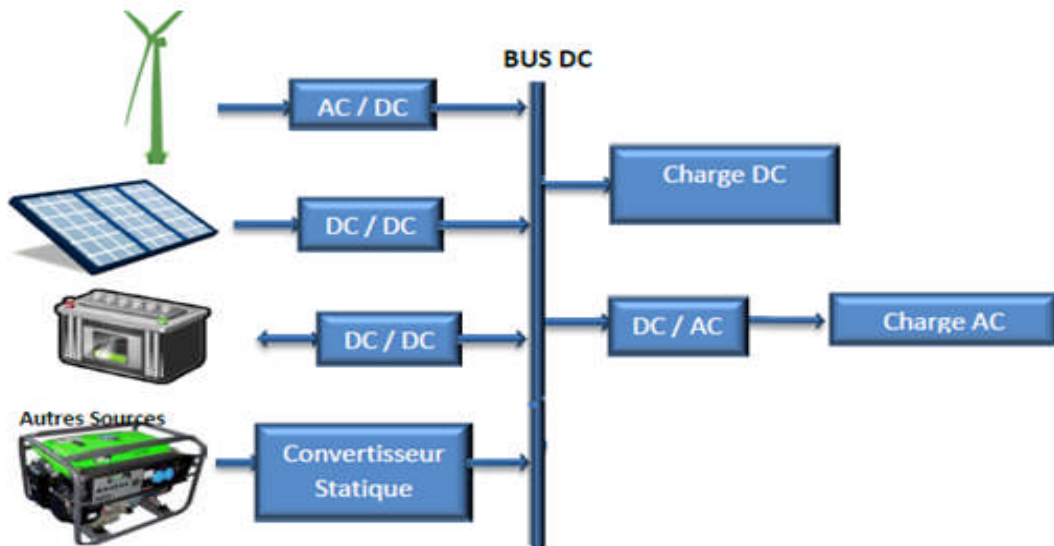 BUS DC
AC / DC
Charge DC
DC / DC
DC / DC
DC / AC
Charge AC
Autres Sources
Convertisseur
Statique